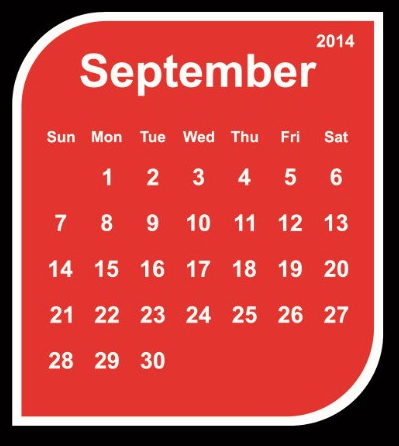 2014
September
Sun Mon Tue Wed Thu Fri Sat
1 2 3 4 5 6
7 8 9 10 11 12 13
14 15 16 17 18 19 20
21 22 23 24 25 26 27
28 29 30